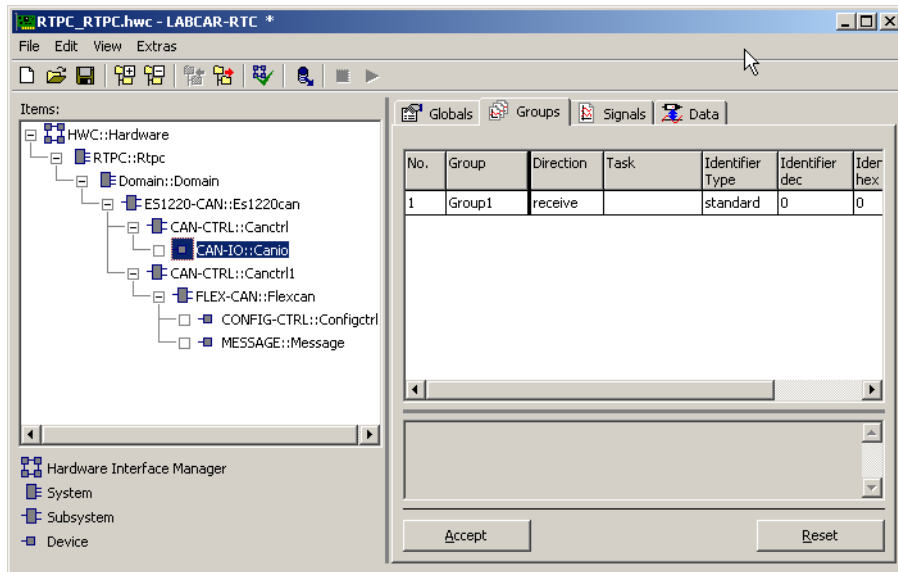 RTPC_RTPC.hwc - LABCAR-RTC *
File Edit View Extras
Items:
HWC::Hardware
RTPC::Rtpc
Domain::Domain
ES1220-CAN::Es1220can
CAN-CTRL::Canctrl
CAN-IO::Canio
CAN-CTRL::Canctrl1
FLEX-CAN::Flexcan
CONFIG-CTRL::Configctrl
MESSAGE::Message
Hardware Interface Manager
System
Subsystem
Device
Globals Groups Signals Data
No. Group Direction Task Identifier Type Identifier dec Iden hex
1 Group1 receive standard 0 0
Accept Reset